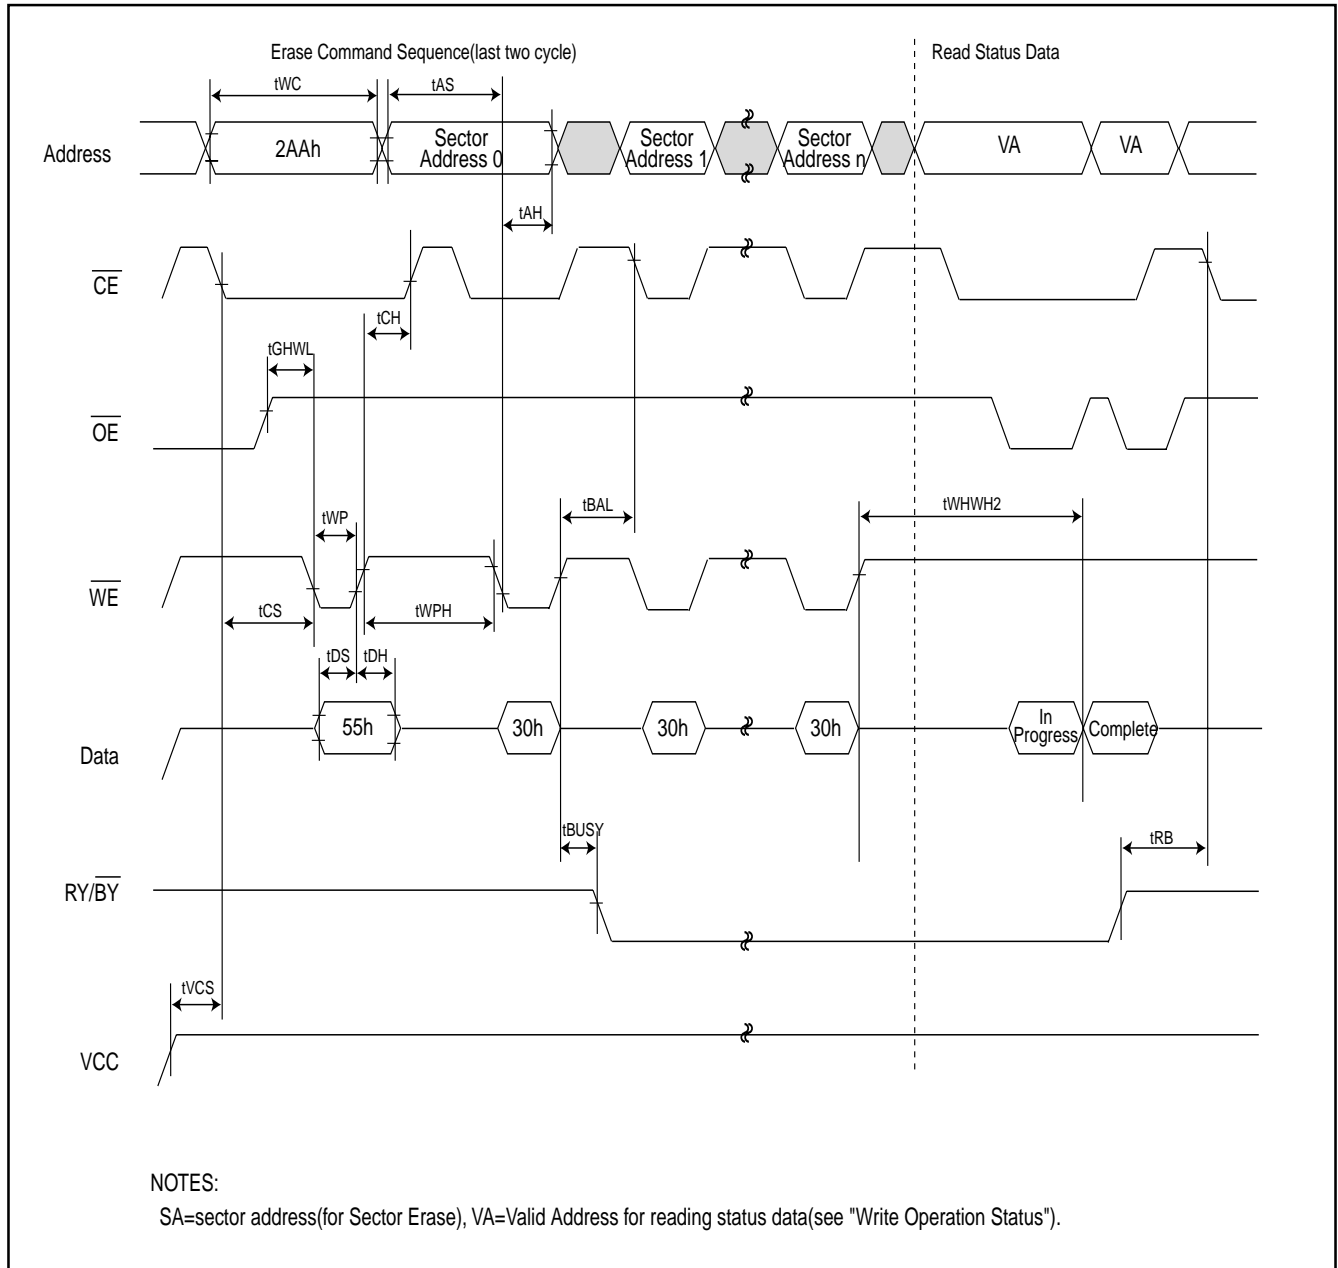 Erase Command Sequence(last two cycle)
Read Status Data
tWC
tAS
Address
2AAh
Sector
Address 0
Sector
Address 1
Sector
Address n
VA
VA
tAH
CE
tCH
tGHWL
OE
tWP
tBAL
tWHWH2
WE
tCS
tWPH
tDS
tDH
Data
55h
30h
30h
30h
In
Progress
Complete
tBUSY
tRB
RY/BY
tVCS
VCC
NOTES:
SA=sector address(for Sector Erase), VA=Valid Address for reading status data(see "Write Operation Status").